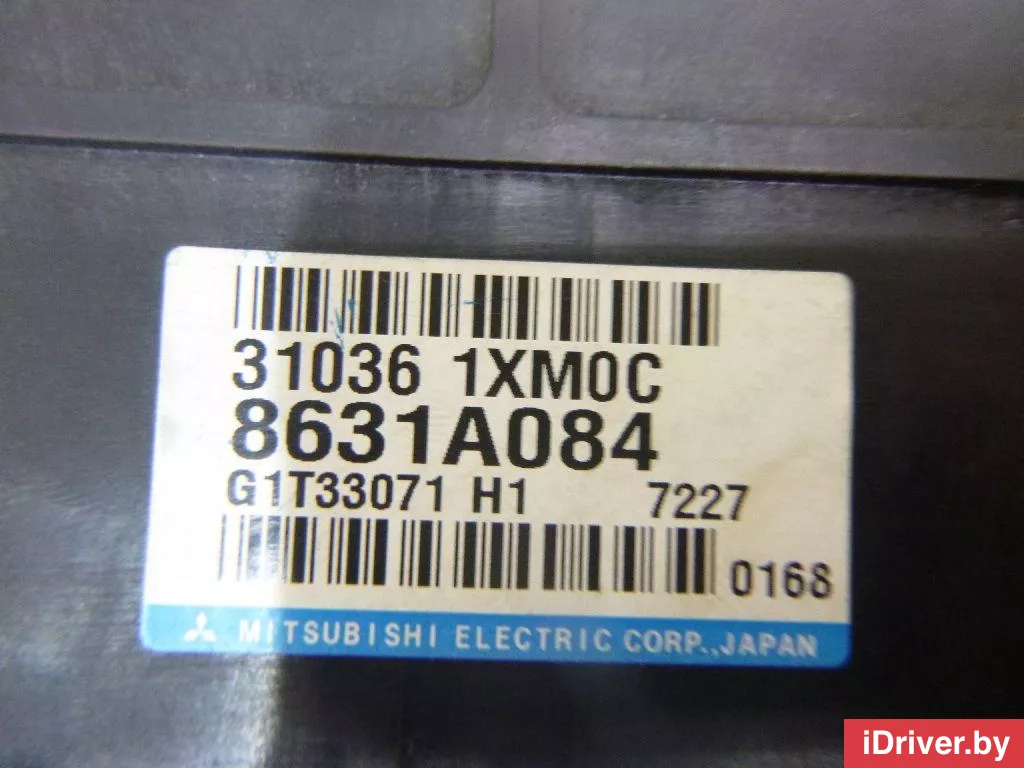 31036 1XM0C
8631A084
G1T33071 H1 7227
0168
MITSUBISHI ELECTRIC CORP.,JAPAN
iDriver.by